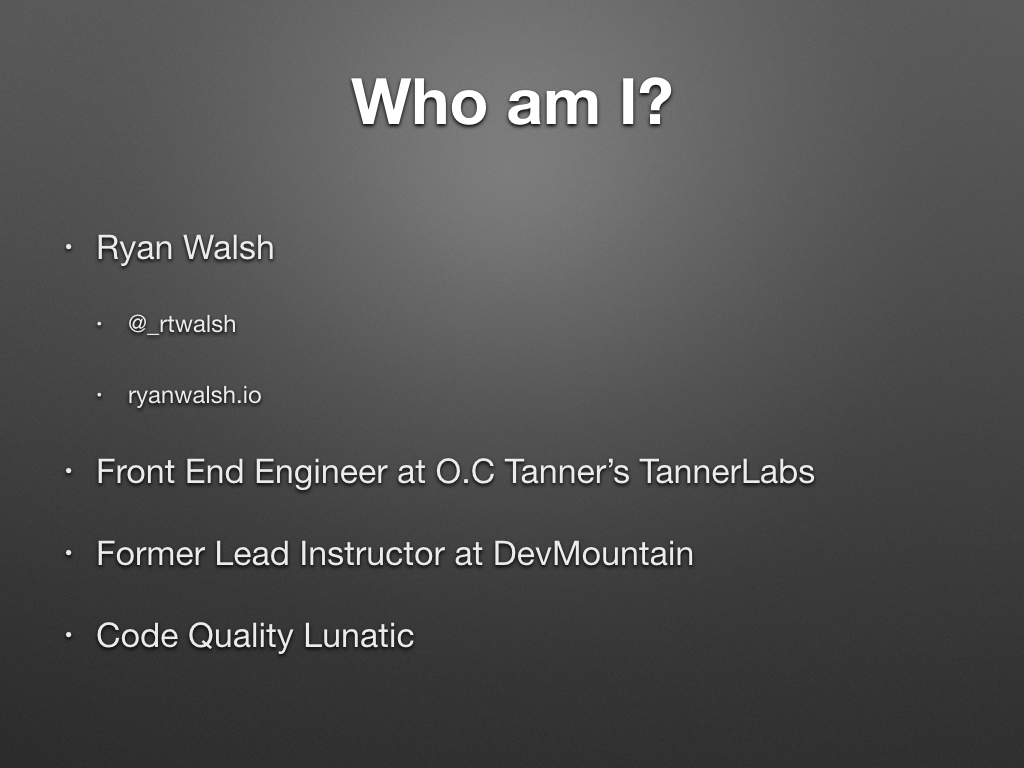 Who am I?
• Ryan Walsh
• @_rtwalsh
• ryanwalsh.io
• Front End Engineer at O.C Tanner’s TannerLabs
• Former Lead Instructor at DevMountain
• Code Quality Lunatic